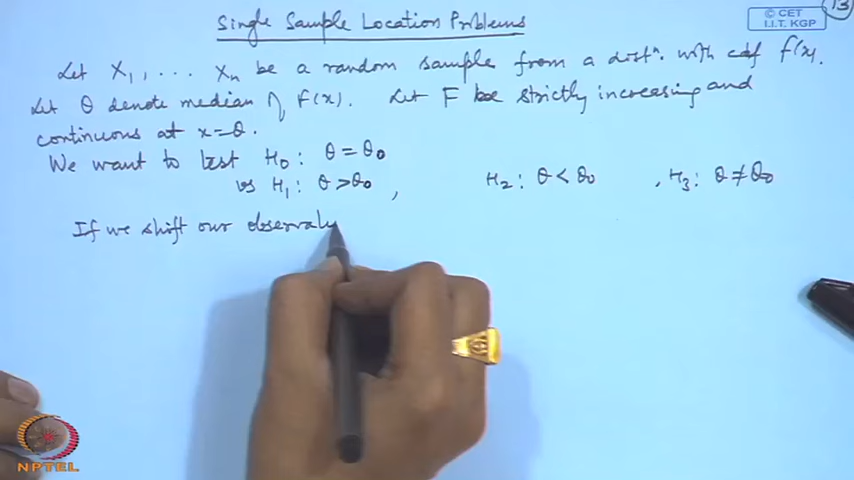 Single Sample Location Problems
© CET
I.I.T. KGP
13
Let X1, ... Xn be a random sample from a distn. with cdf F(x).
Let θ denote median of F(x). Let F be strictly increasing and
continuous at x=θ.
We want to test H0: θ=θ0
vs H1: θ>θ0, H2: θ<θ0, H3: θ≠θ0
If we shift our observaty
NPTEL